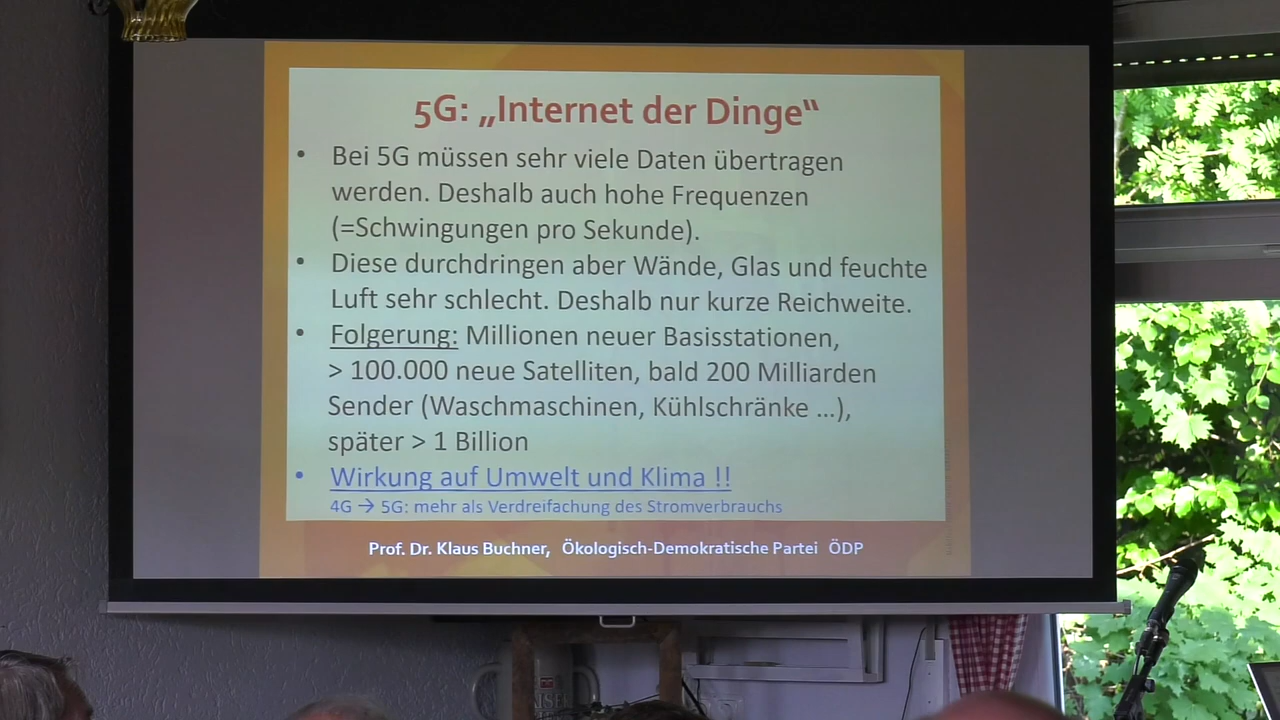 5G: „Internet der Dinge“
• Bei 5G müssen sehr viele Daten übertragen
werden. Deshalb auch hohe Frequenzen
(=Schwingungen pro Sekunde).
• Diese durchdringen aber Wände, Glas und feuchte
Luft sehr schlecht. Deshalb nur kurze Reichweite.
• Folgerung: Millionen neuer Basisstationen,
> 100.000 neue Satelliten, bald 200 Milliarden
Sender (Waschmaschinen, Kühlschränke ...),
später > 1 Billion
• Wirkung auf Umwelt und Klima !!
4G → 5G: mehr als Verdreifachung des Stromverbrauchs
Prof. Dr. Klaus Buchner, Ökologisch-Demokratische Partei ÖDP